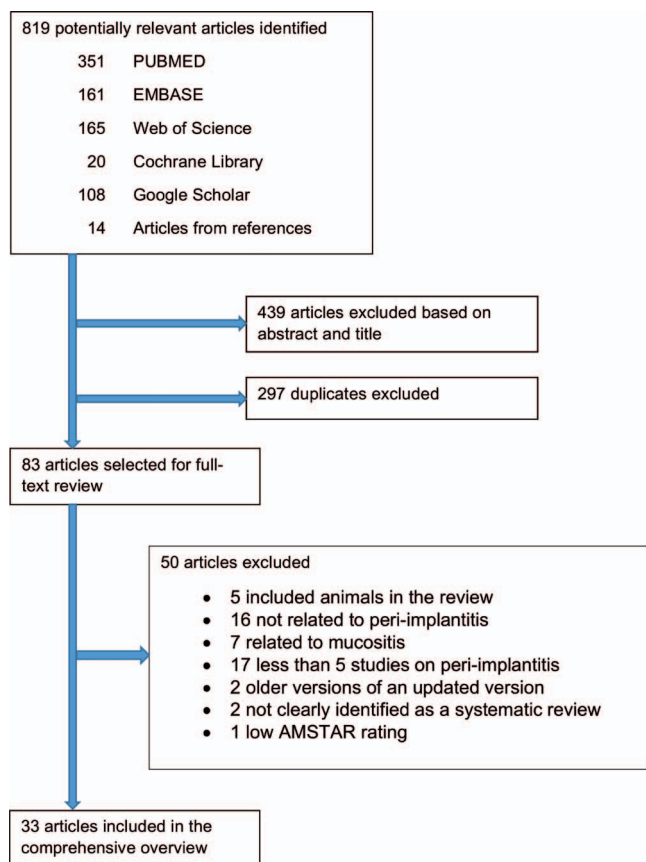 819 potentially relevant articles identified
351 PUBMED
161 EMBASE
165 Web of Science
20 Cochrane Library
108 Google Scholar
14 Articles from references
439 articles excluded based on
abstract and title
297 duplicates excluded
83 articles selected for full-
text review
50 articles excluded
• 5 included animals in the review
• 16 not related to peri-implantitis
• 7 related to mucositis
• 17 less than 5 studies on peri-implantitis
• 2 older versions of an updated version
• 2 not clearly identified as a systematic review
• 1 low AMSTAR rating
33 articles included in the
comprehensive overview